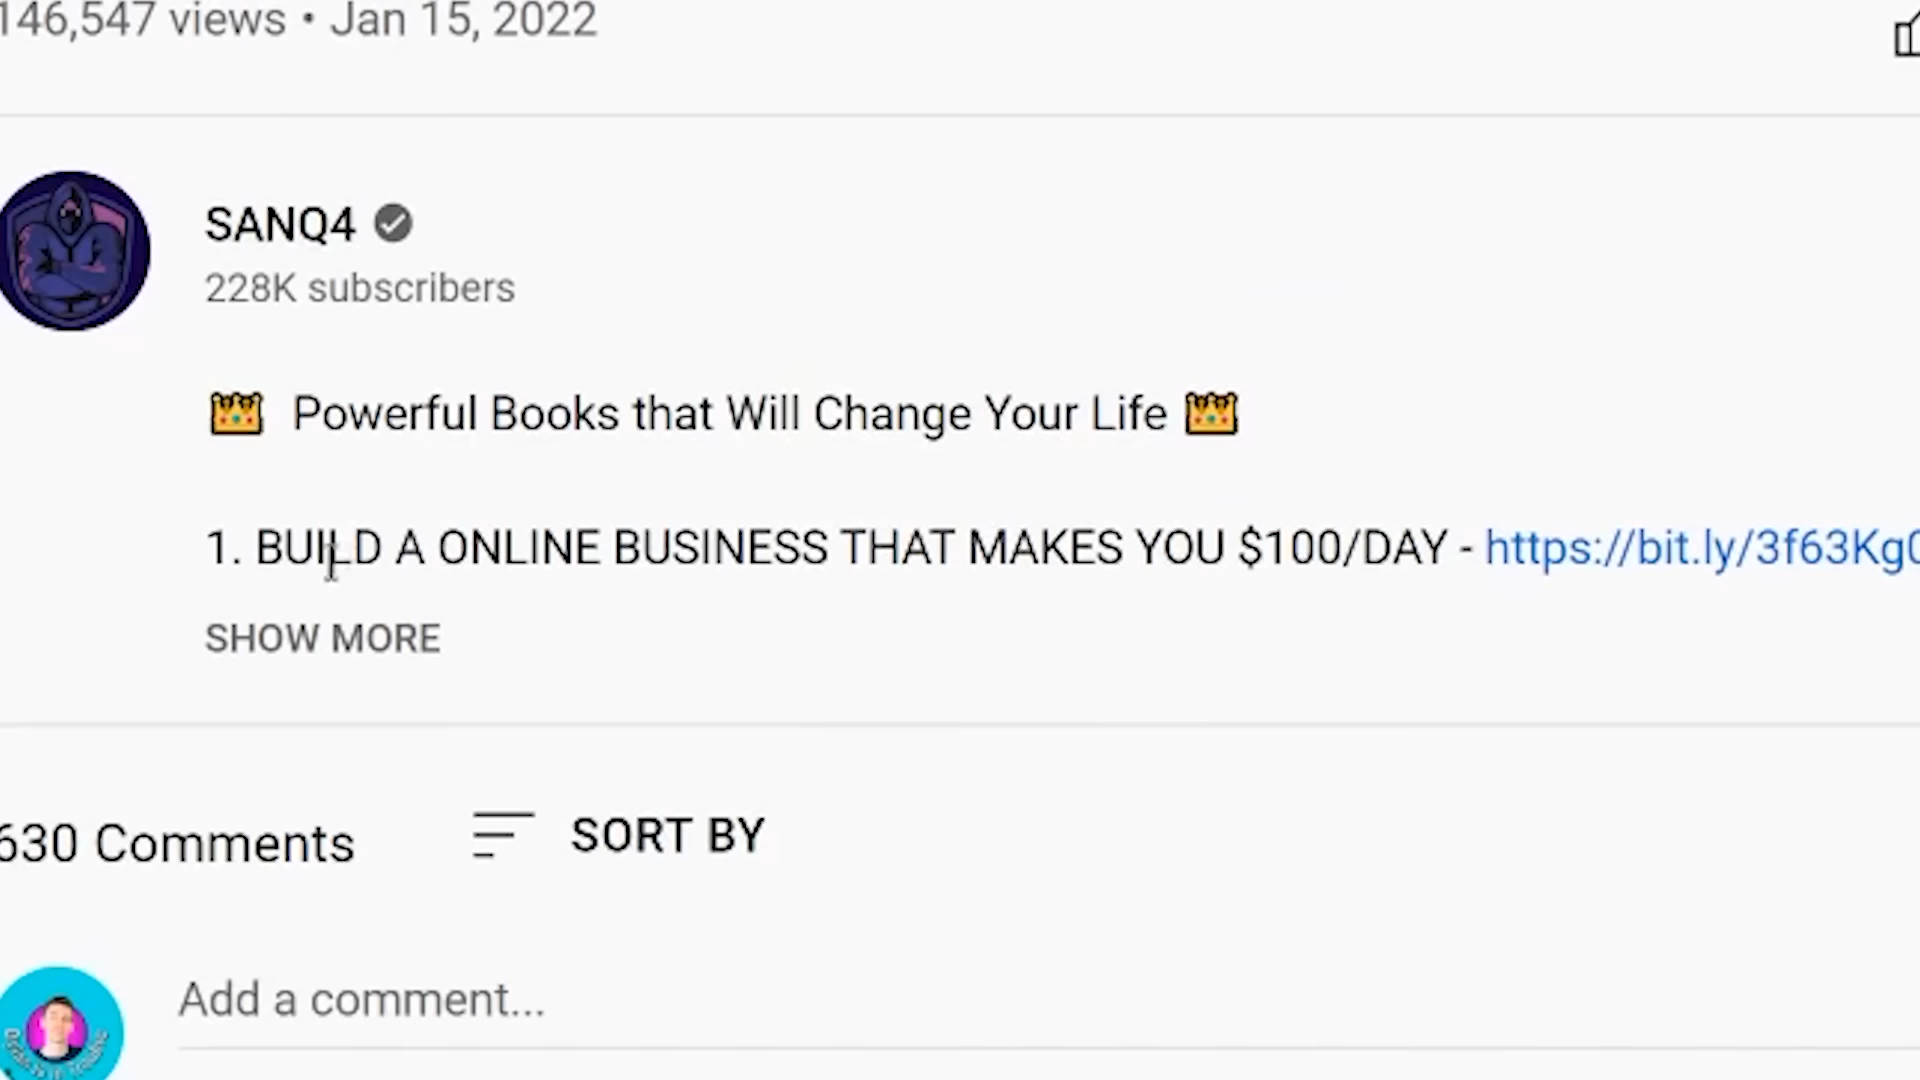 146,547 views • Jan 15, 2022
SANQ4
228K subscribers
👑 Powerful Books that Will Change Your Life 👑
1. BUILD A ONLINE BUSINESS THAT MAKES YOU $100/DAY - https://bit.ly/3f63Kg
SHOW MORE
630 Comments
SORT BY
Add a comment...